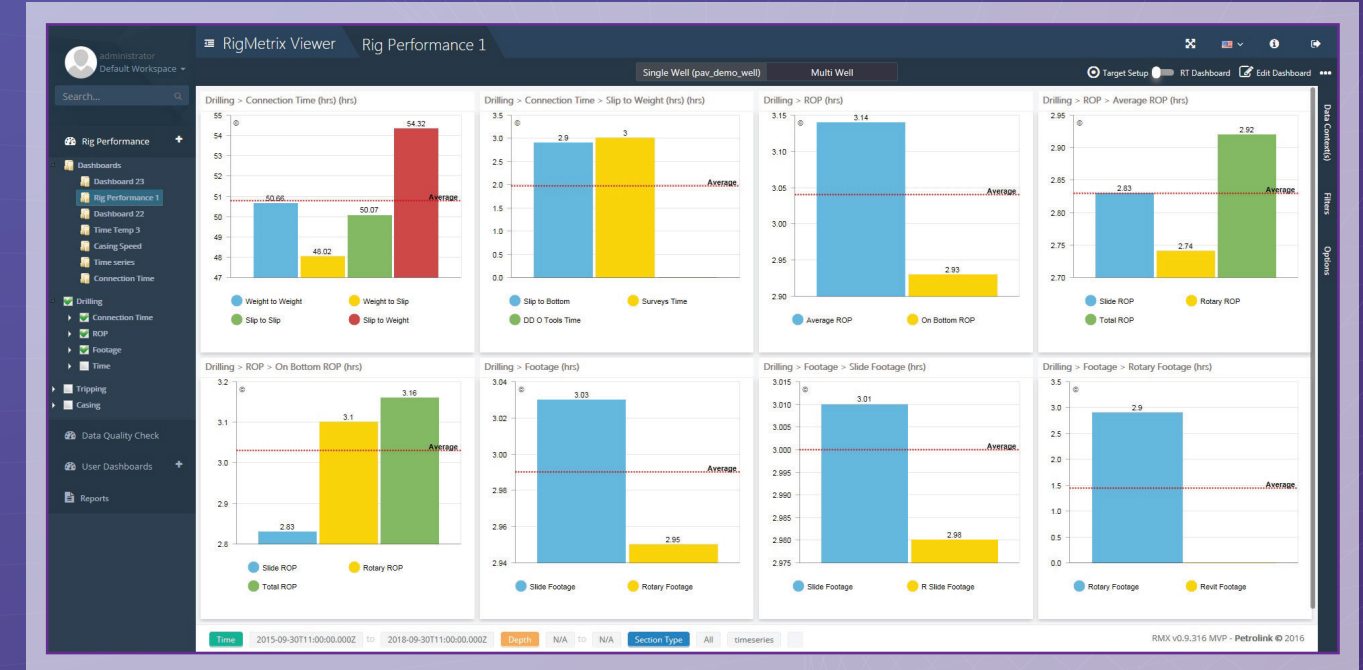 administrator
Default Workspace
RigMetrix Viewer
Rig Performance 1
Single Well (pav_demo_well)
Multi Well
Target Setup
RT Dashboard
Edit Dashboard
Search...
Rig Performance
Dashboards
Dashboard 23
Rig Performance 1
Dashboard 22
Time Temp 3
Casing Speed
Time series
Connection Time
Drilling
Connection Time
ROP
Footage
Time
Tripping
Casing
Data Quality Check
User Dashboards
Reports
Drilling > Connection Time (hrs) (hrs)
55
54
53
52
51
50
49
48
47
©
50.66
48.02
50.07
54.32
Average
Weight to Weight
Weight to Slip
Slip to Slip
Slip to Weight
Drilling > Connection Time > Slip to Weight (hrs) (hrs)
3.5
3.0
2.5
2.0
1.5
1.0
0.5
0.0
©
2.9
3
Average
Slip to Bottom
Surveys Time
DD O Tools Time
Drilling > ROP (hrs)
3.15
3.10
3.05
3.00
2.95
2.90
©
3.14
2.93
Average
Average ROP
On Bottom ROP
Drilling > ROP > Average ROP (hrs)
2.95
2.90
2.85
2.80
2.75
2.70
©
2.83
2.74
2.92
Average
Slide ROP
Rotary ROP
Total ROP
Data Context(s)
Filters
Options
Drilling > ROP > On Bottom ROP (hrs)
3.2
3.1
3.0
2.9
2.8
©
2.83
3.1
3.16
Average
Slide ROP
Rotary ROP
Total ROP
Drilling > Footage (hrs)
3.04
3.02
3.00
2.98
2.96
2.94
©
3.03
2.95
Average
Slide Footage
Rotary Footage
Drilling > Footage > Slide Footage (hrs)
3.015
3.010
3.005
3.000
2.995
2.990
2.985
2.980
2.975
©
3.01
2.98
Average
Slide Footage
R Slide Footage
Drilling > Footage > Rotary Footage (hrs)
3.5
3.0
2.5
2.0
1.5
1.0
0.5
0.0
©
2.9
Average
Rotary Footage
Revit Footage
Time 2015-09-30T11:00:00.000Z to 2018-09-30T11:00:00.000Z Depth N/A to N/A Section Type All timeseries
RMX v0.9.316 MVP - Petrolink © 2016